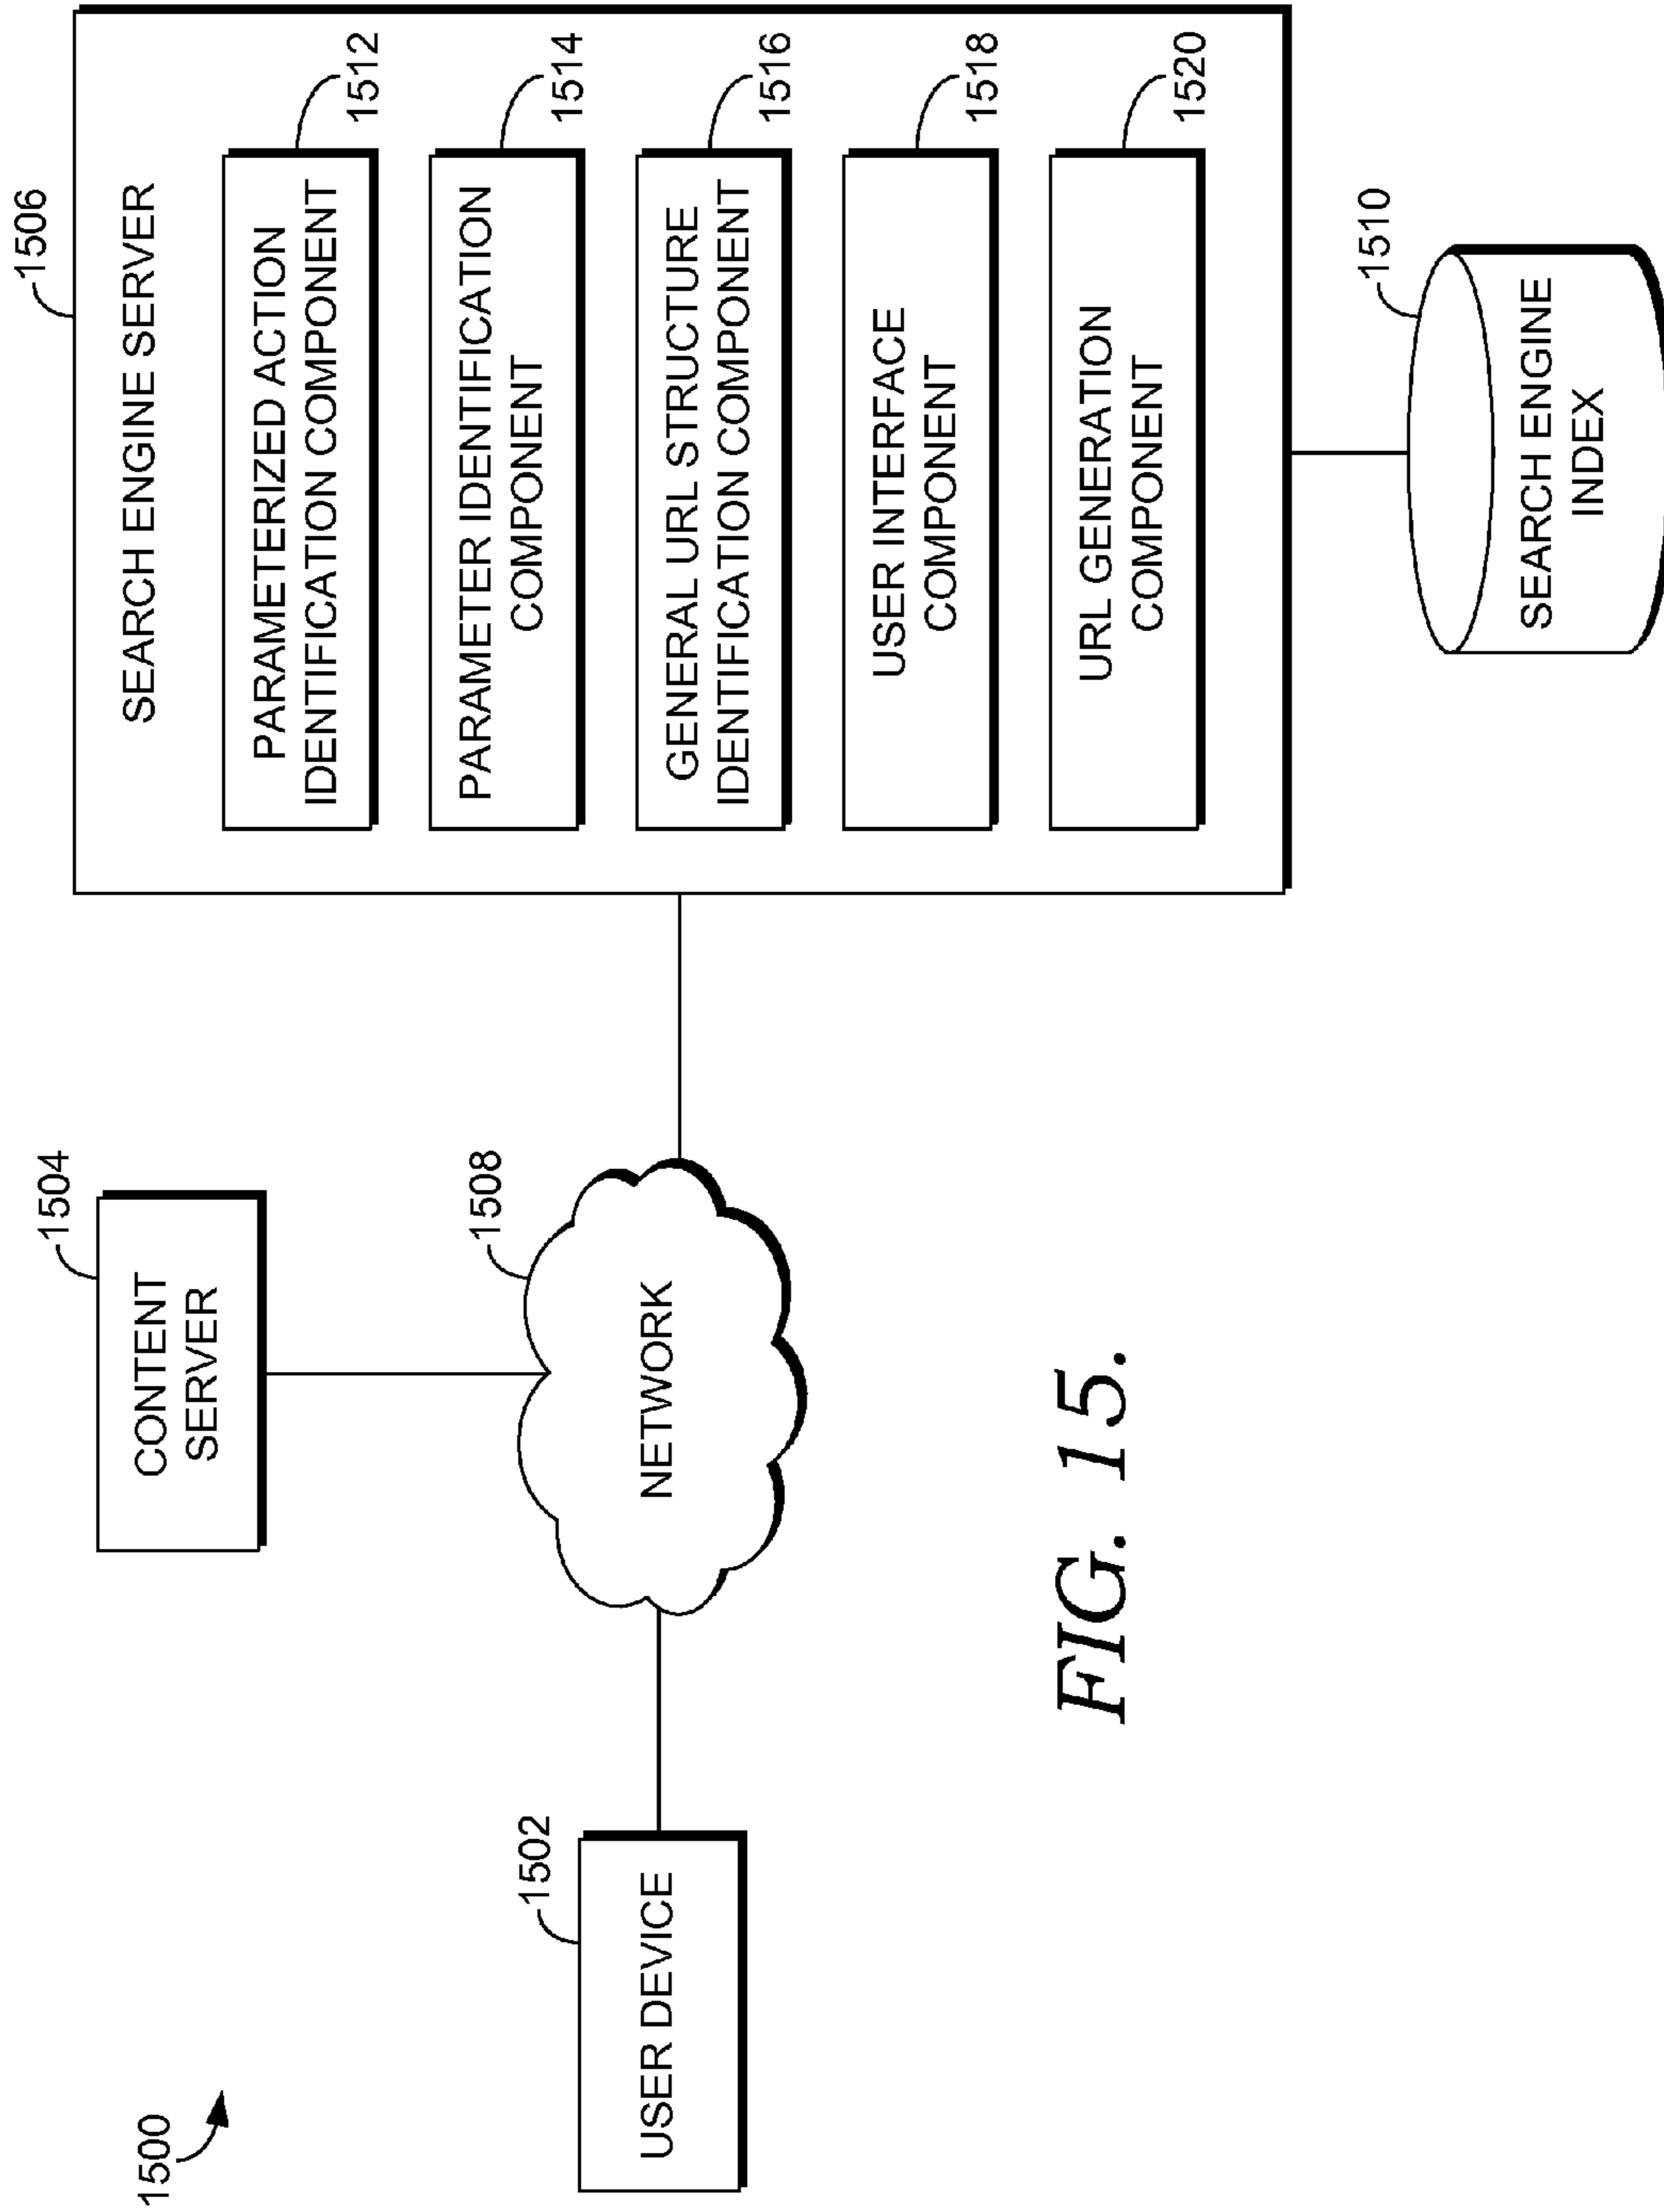 1500
1506
SEARCH ENGINE SERVER
1504
CONTENT
SERVER
PARAMETERIZED ACTION
IDENTIFICATION COMPONENT
1512
PARAMETER IDENTIFICATION
COMPONENT
1514
1502
USER DEVICE
1508
NETWORK
GENERAL URL STRUCTURE
IDENTIFICATION COMPONENT
1516
USER INTERFACE
COMPONENT
1518
URL GENERATION
COMPONENT
1520
1510
SEARCH ENGINE
INDEX
FIG. 15.